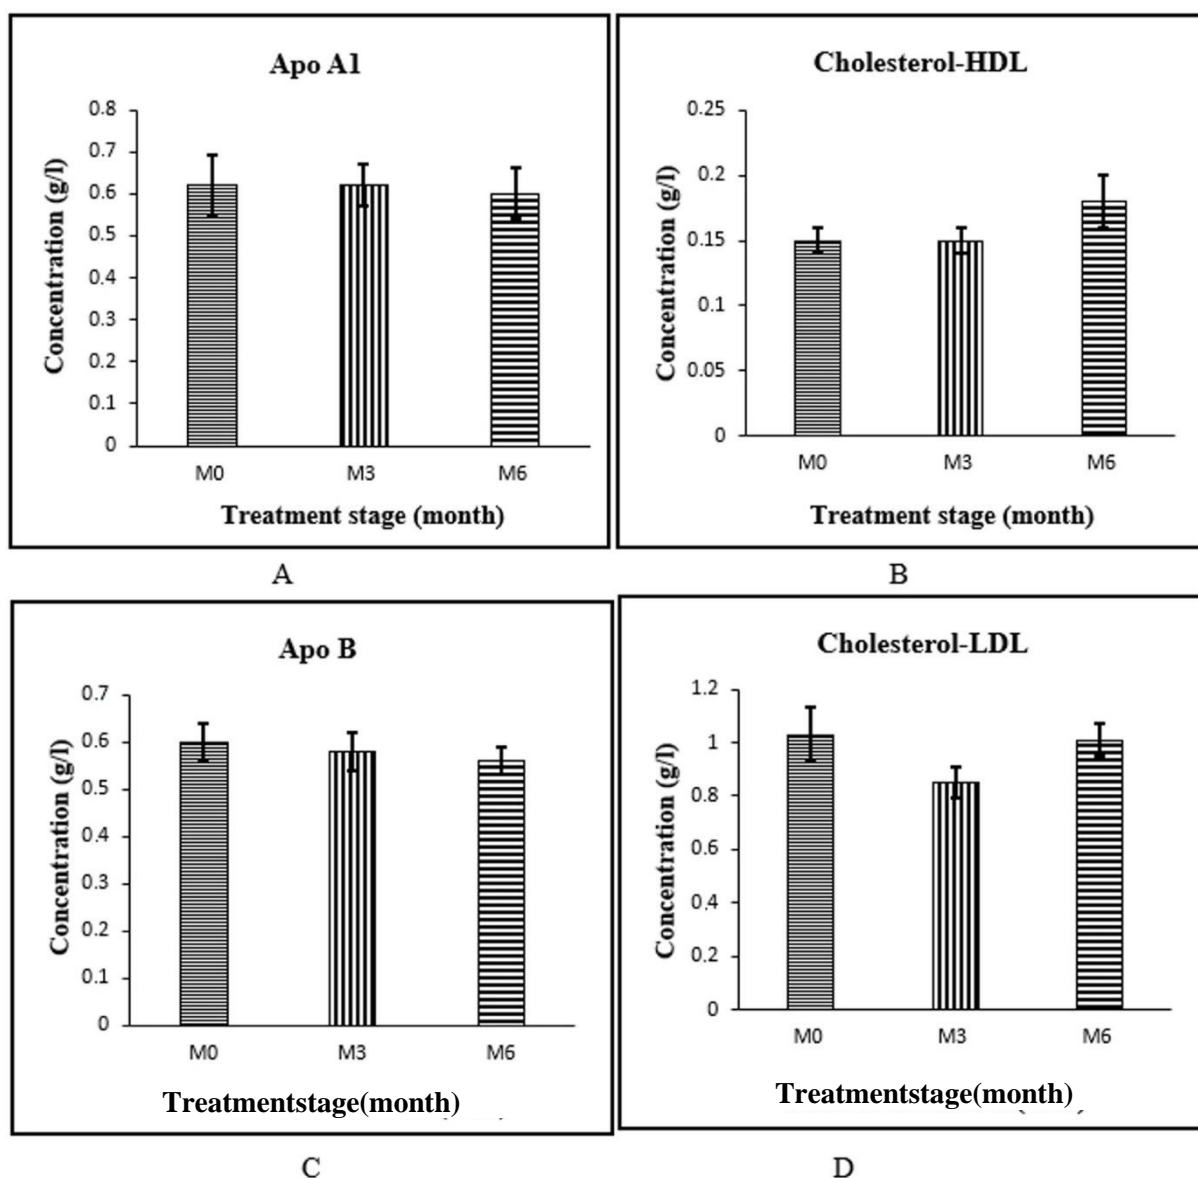 Apo A1
0.8
0.7
0.6
0.5
0.4
0.3
0.2
0.1
0
Concentration (g/l)
M0 M3 M6
Treatment stage (month)
A
Cholesterol-HDL
0.25
0.2
0.15
0.1
0.05
0
Concentration (g/l)
M0 M3 M6
Treatment stage (month)
B
Apo B
0.7
0.6
0.5
0.4
0.3
0.2
0.1
0
Concentration (g/l)
M0 M3 M6
Treatmentstage(month)
C
Cholesterol-LDL
1.2
1
0.8
0.6
0.4
0.2
0
Concentration (g/l)
M0 M3 M6
Treatmentstage(month)
D